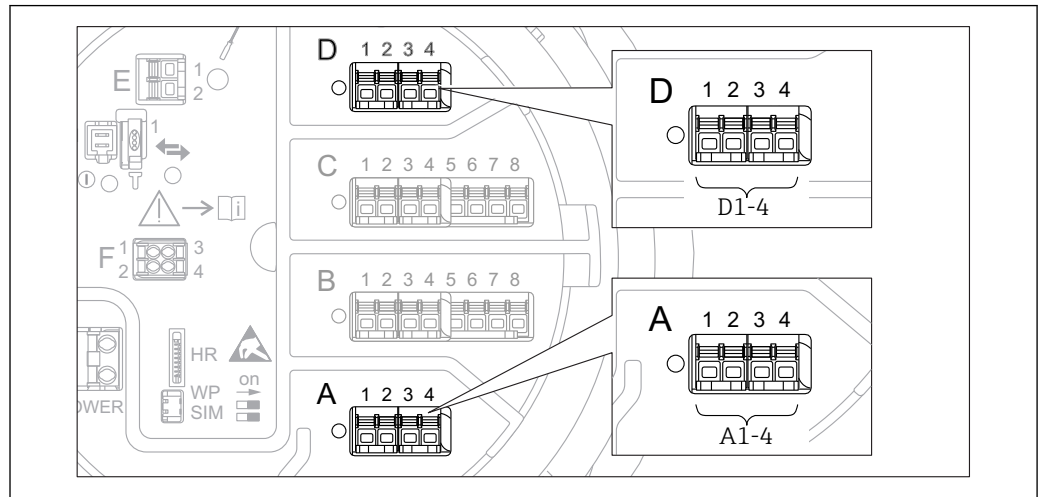 D 1 2 3 4
E 1
2
1
C 1 2 3 4 5 6 7 8
i
F 1 3
2 4
B 1 2 3 4 5 6 7 8
HR
WP on
SIM
OWER
A 1 2 3 4
D 1 2 3 4
D1-4
A 1 2 3 4
A1-4